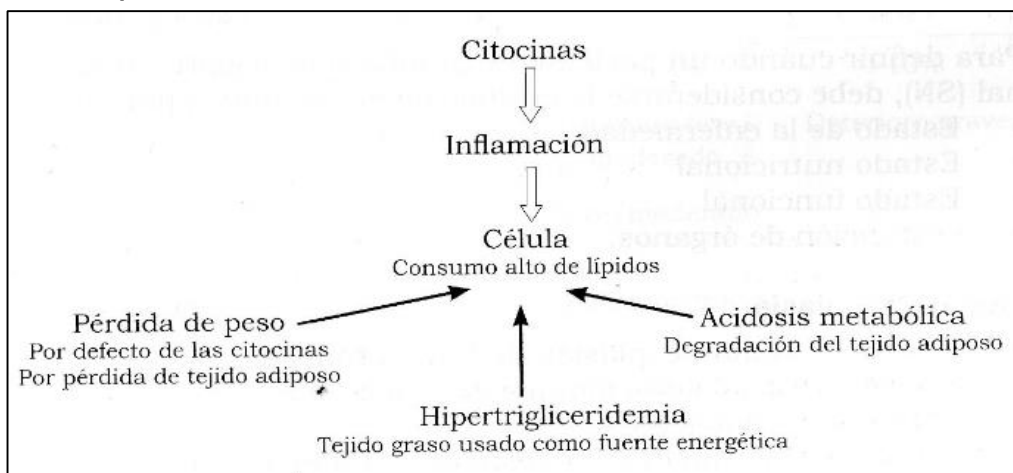 Citocinas
Inflamación
Célula
Consumo alto de lípidos
Pérdida de peso
Por defecto de las citocinas
Por pérdida de tejido adiposo
Acidosis metabólica
Degradación del tejido adiposo
Hipertrigliceridemia
Tejido graso usado como fuente energética